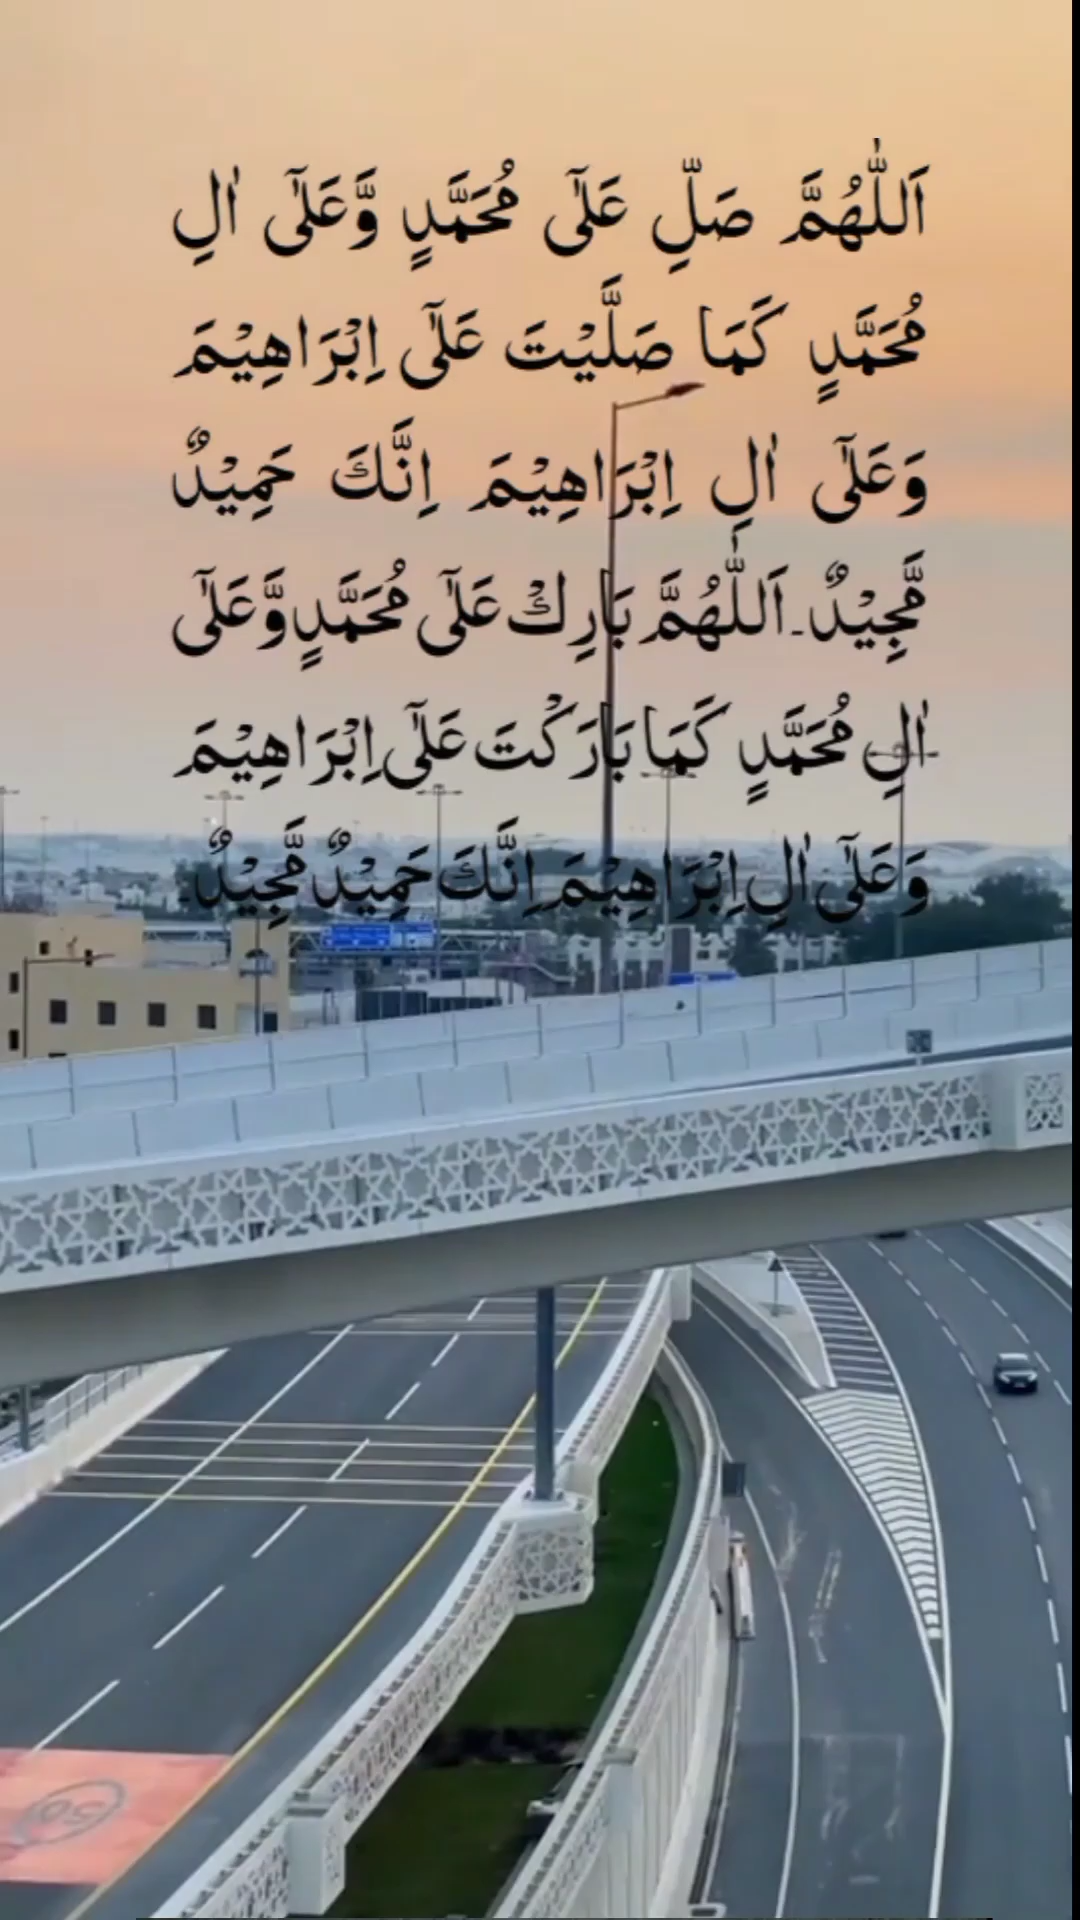 اَللّٰهُمَّ صَلِّ عَلٰٓى مُحَمَّدٍ وَّعَلٰٓى اٰلِ
مُحَمَّدٍ كَمَا صَلَّيْتَ عَلٰٓى اِبْرَاهِيْمَ
وَعَلٰٓى اٰلِ اِبْرَاهِيْمَ اِنَّكَ حَمِيْدٌ
مَّجِيْدٌ۔اَللّٰهُمَّ بَارِكْ عَلٰٓى مُحَمَّدٍ وَّعَلٰٓى
اٰلِ مُحَمَّدٍ كَمَا بَارَكْتَ عَلٰٓى اِبْرَاهِيْمَ
وَعَلٰٓى اٰلِ اِبْرَاهِيْمَ اِنَّكَ حَمِيْدٌ مَّجِيْدٌ۔